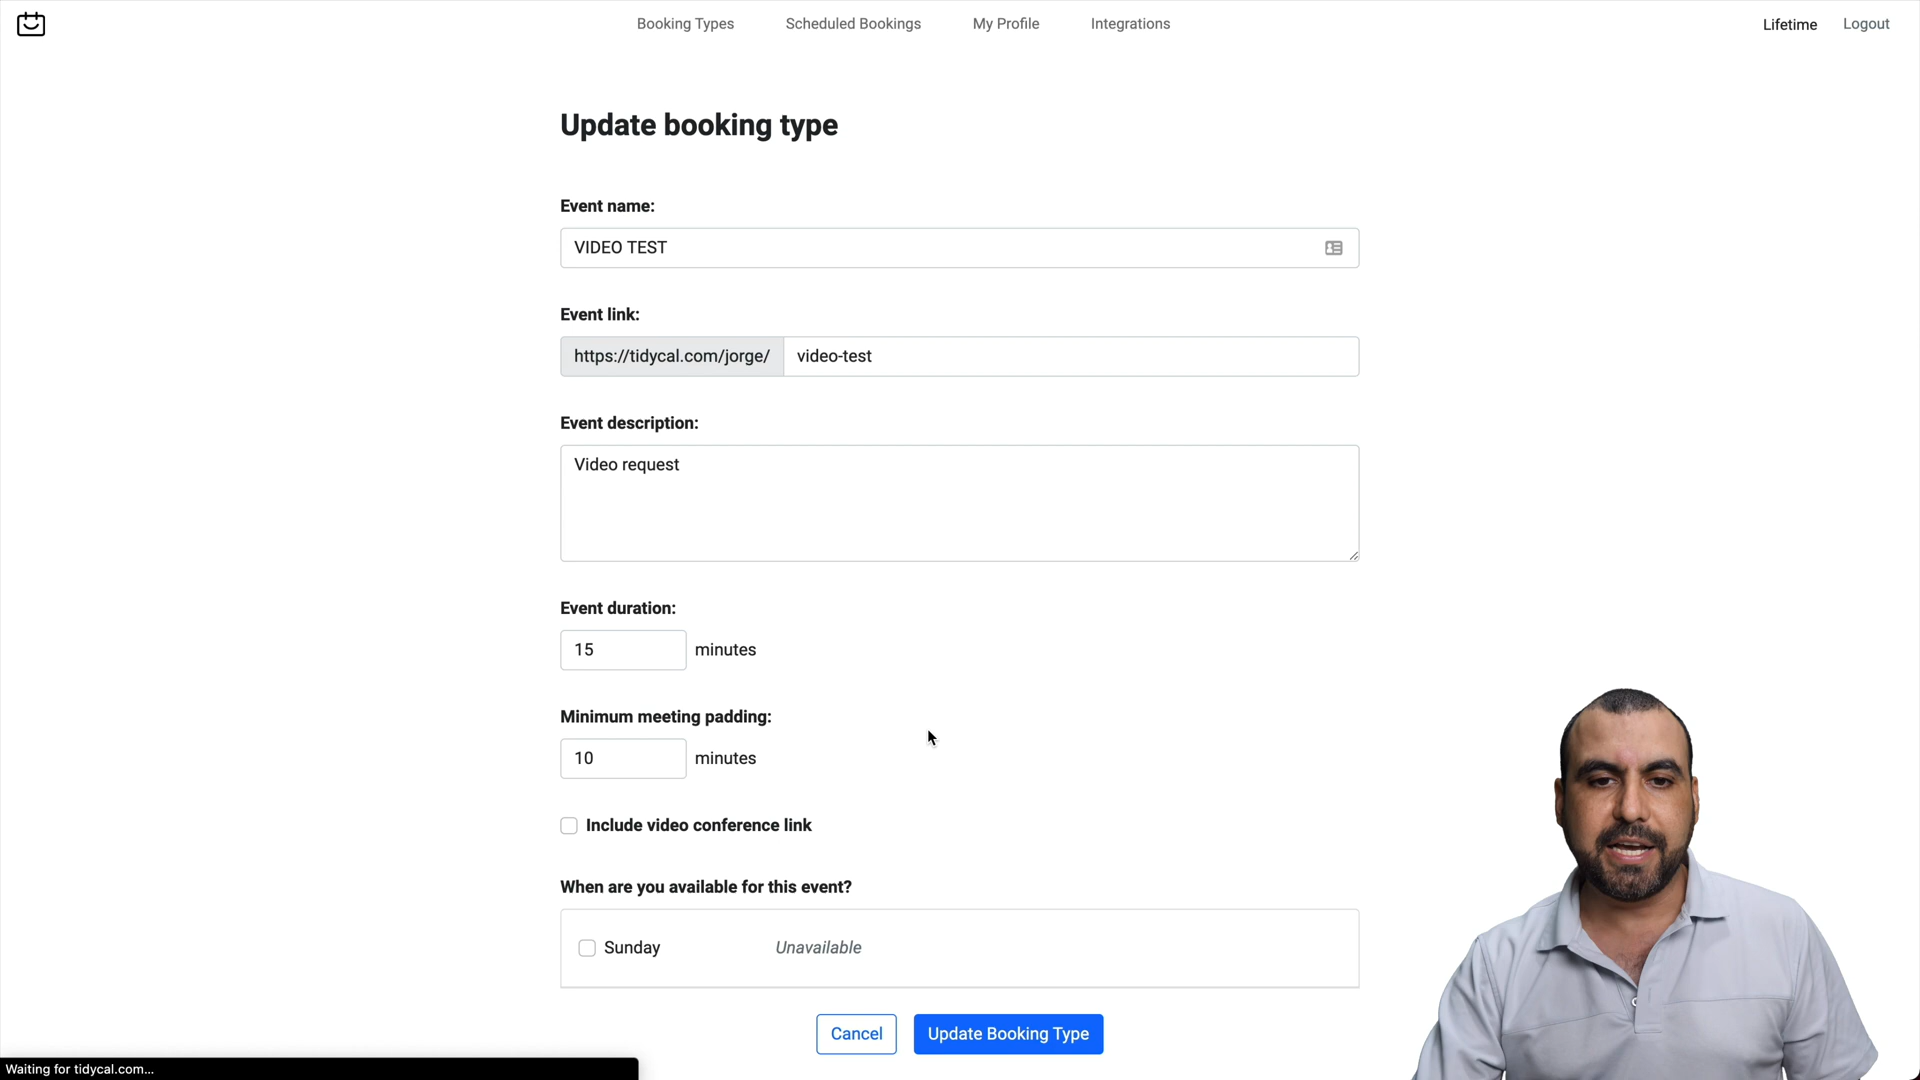 Booking Types Scheduled Bookings My Profile Integrations Lifetime Logout
Update booking type
Event name:
VIDEO TEST
Event link:
https://tidycal.com/jorge/ video-test
Event description:
Video request
Event duration:
15 minutes
Minimum meeting padding:
10 minutes
Include video conference link
When are you available for this event?
Sunday Unavailable
Cancel Update Booking Type
Waiting for tidycal.com...